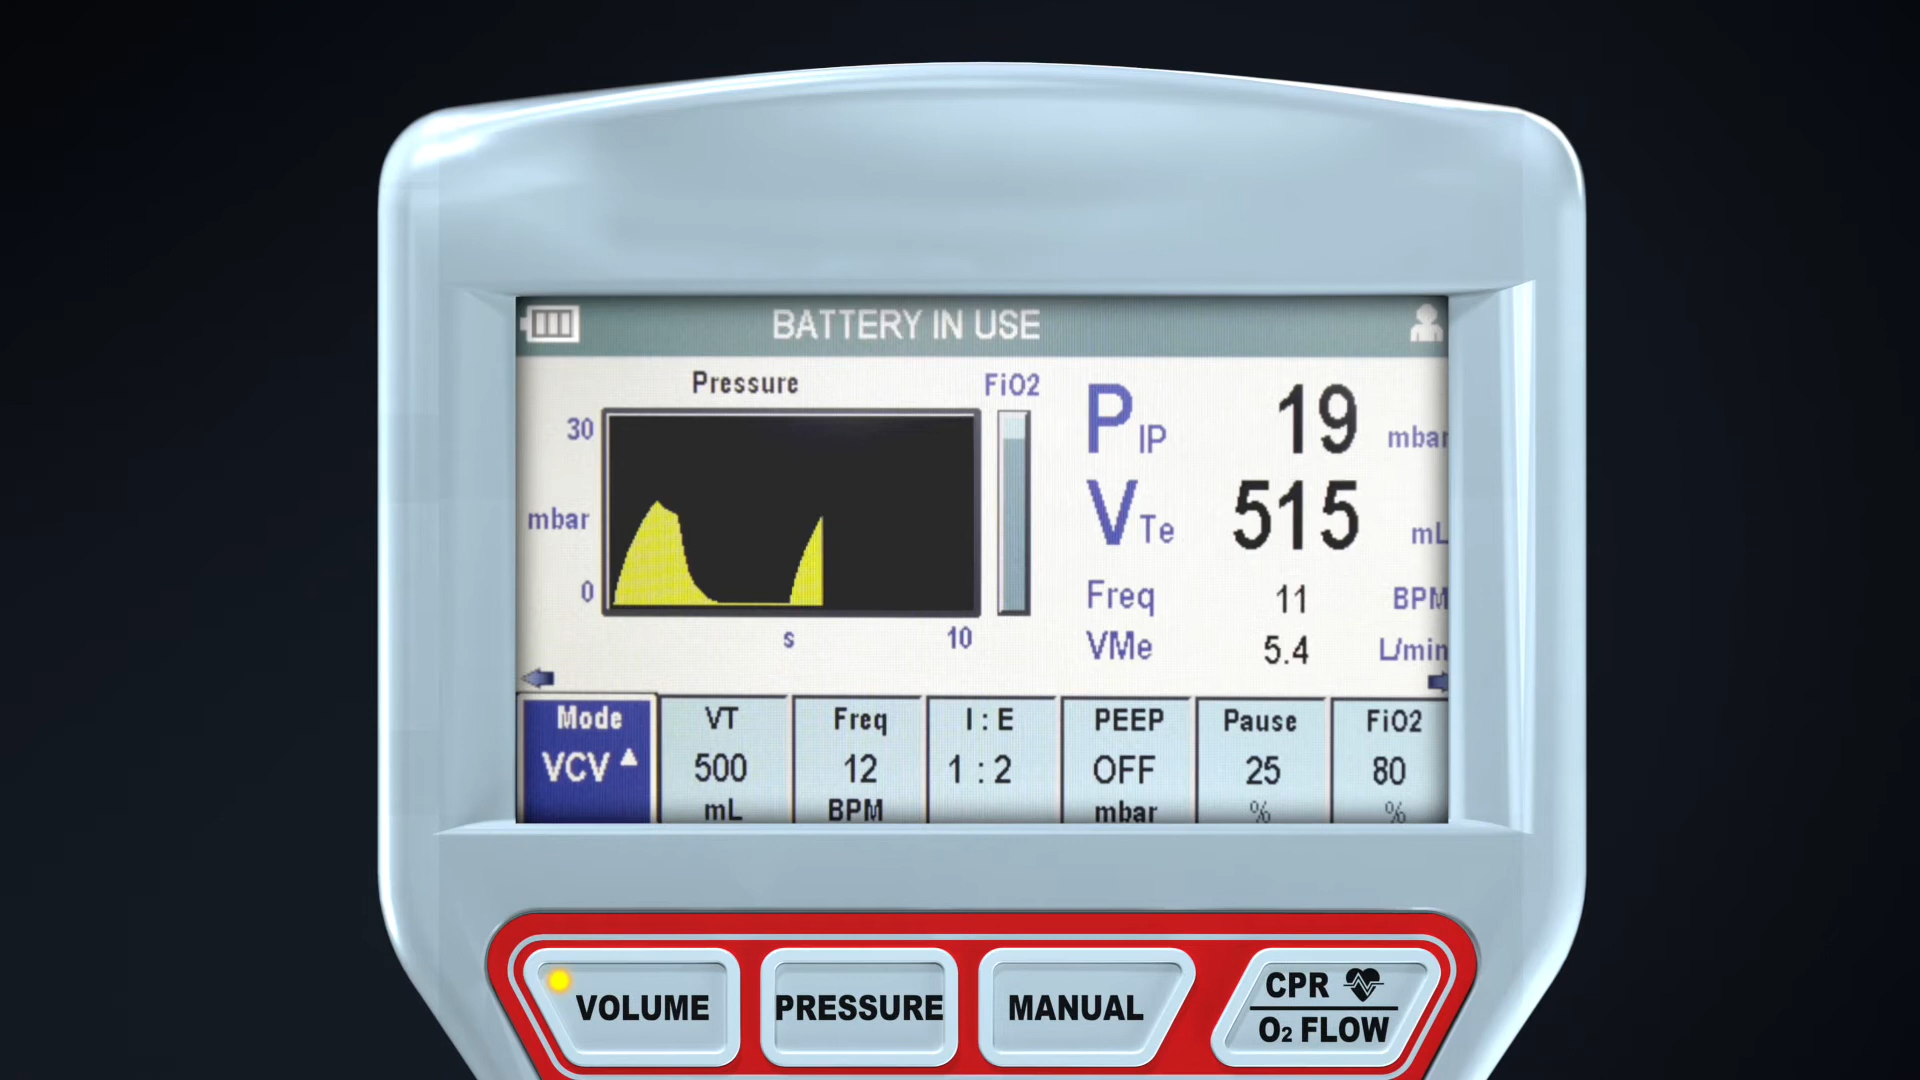 BATTERY IN USE
Pressure
FiO2
30
mbar
0
s
10
PIP 19 mbar
VTe 515 mL
Freq 11 BPM
VMe 5.4 L/min
Mode
VCV
VT
500
mL
Freq
12
BPM
I : E
1 : 2
PEEP
OFF
mbar
Pause
25
%
FiO2
80
%
VOLUME
PRESSURE
MANUAL
CPR
O2 FLOW